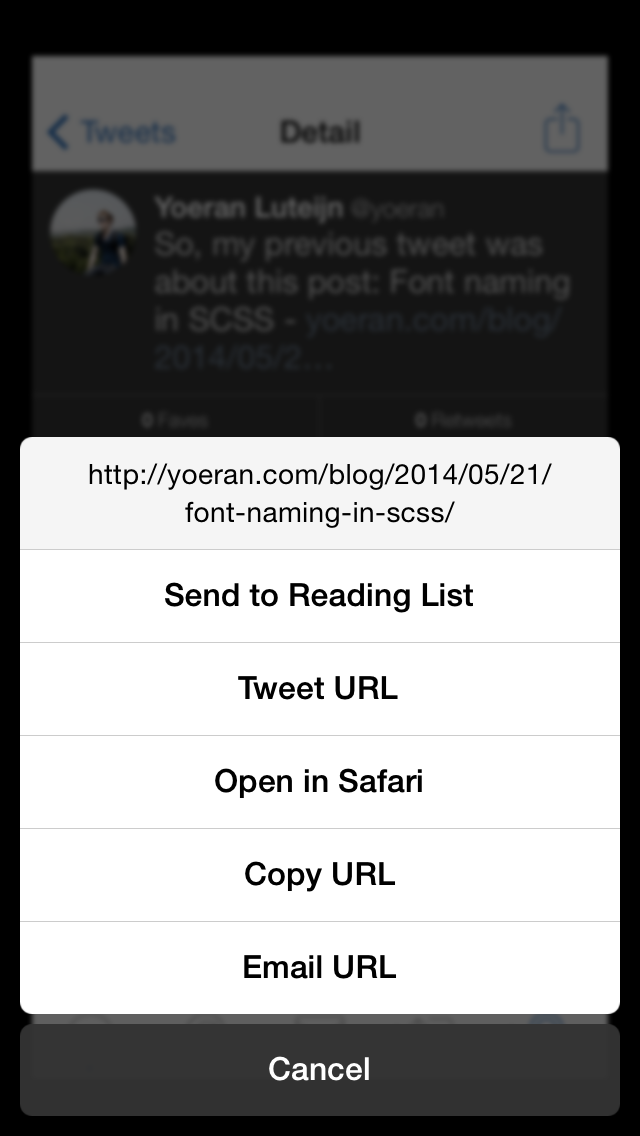 Tweets
Detail
Yoeran Luteijn @yoeran
So, my previous tweet was
about this post: Font naming
in SCSS - yoeran.com/blog/
2014/05/2...
0 Faves
0 Retweets
http://yoeran.com/blog/2014/05/21/
font-naming-in-scss/
Send to Reading List
Tweet URL
Open in Safari
Copy URL
Email URL
Cancel